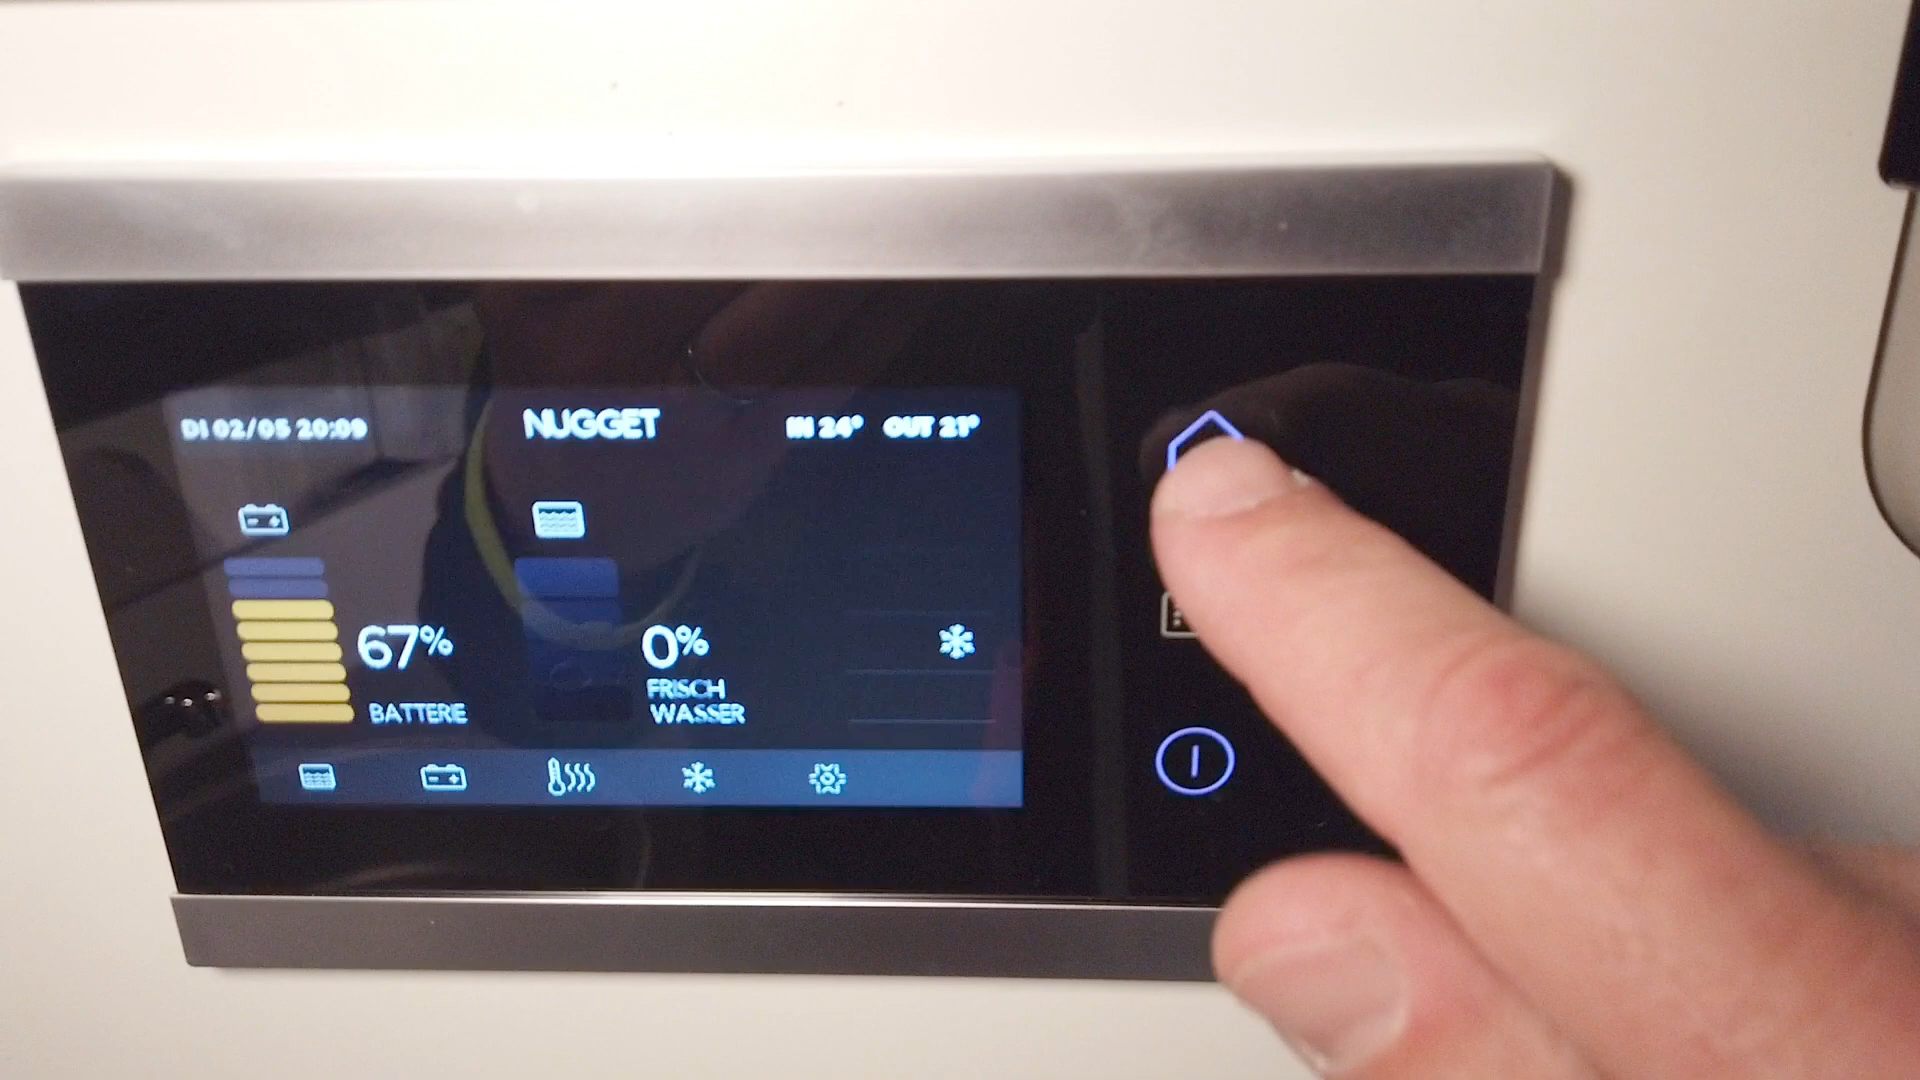 DI 02/05 20:09 NUGGET IN 24° OUT 21°
67%
BATTERIE
0%
FRISCH
WASSER